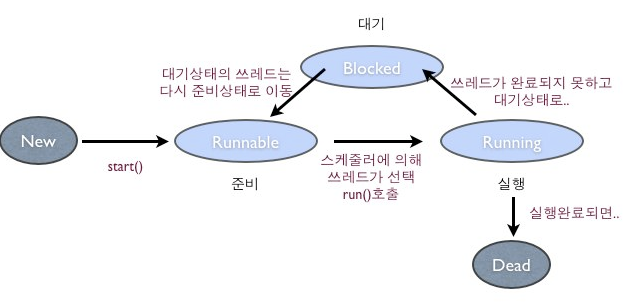 대기
Blocked
대기상태의 쓰레드는
다시 준비상태로 이동
쓰레드가 완료되지 못하고
대기상태로..
New
start()
Runnable
준비
스케줄러에 의해
쓰레드가 선택
run()호출
Running
실행
실행완료되면..
Dead